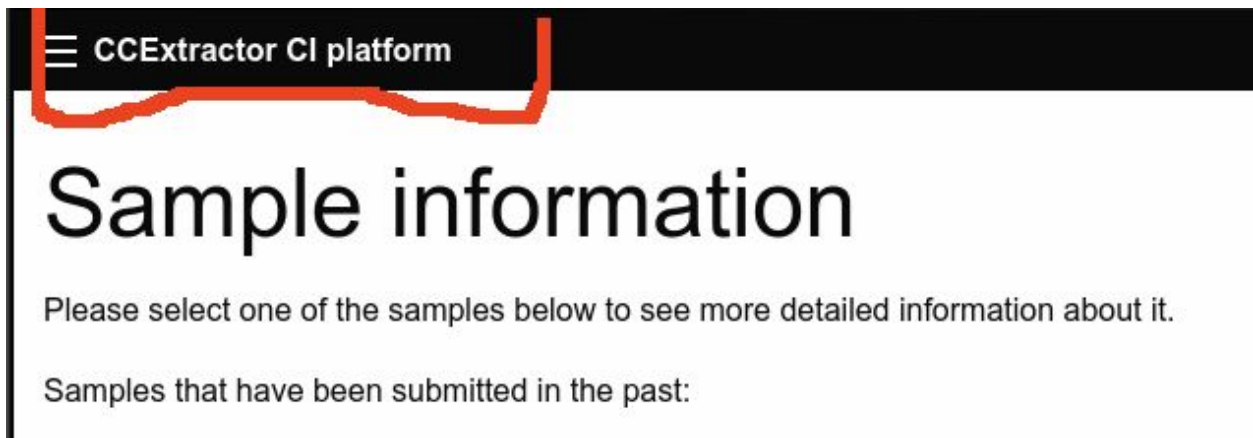 CCExtractor CI platform
Sample information
Please select one of the samples below to see more detailed information about it.
Samples that have been submitted in the past: